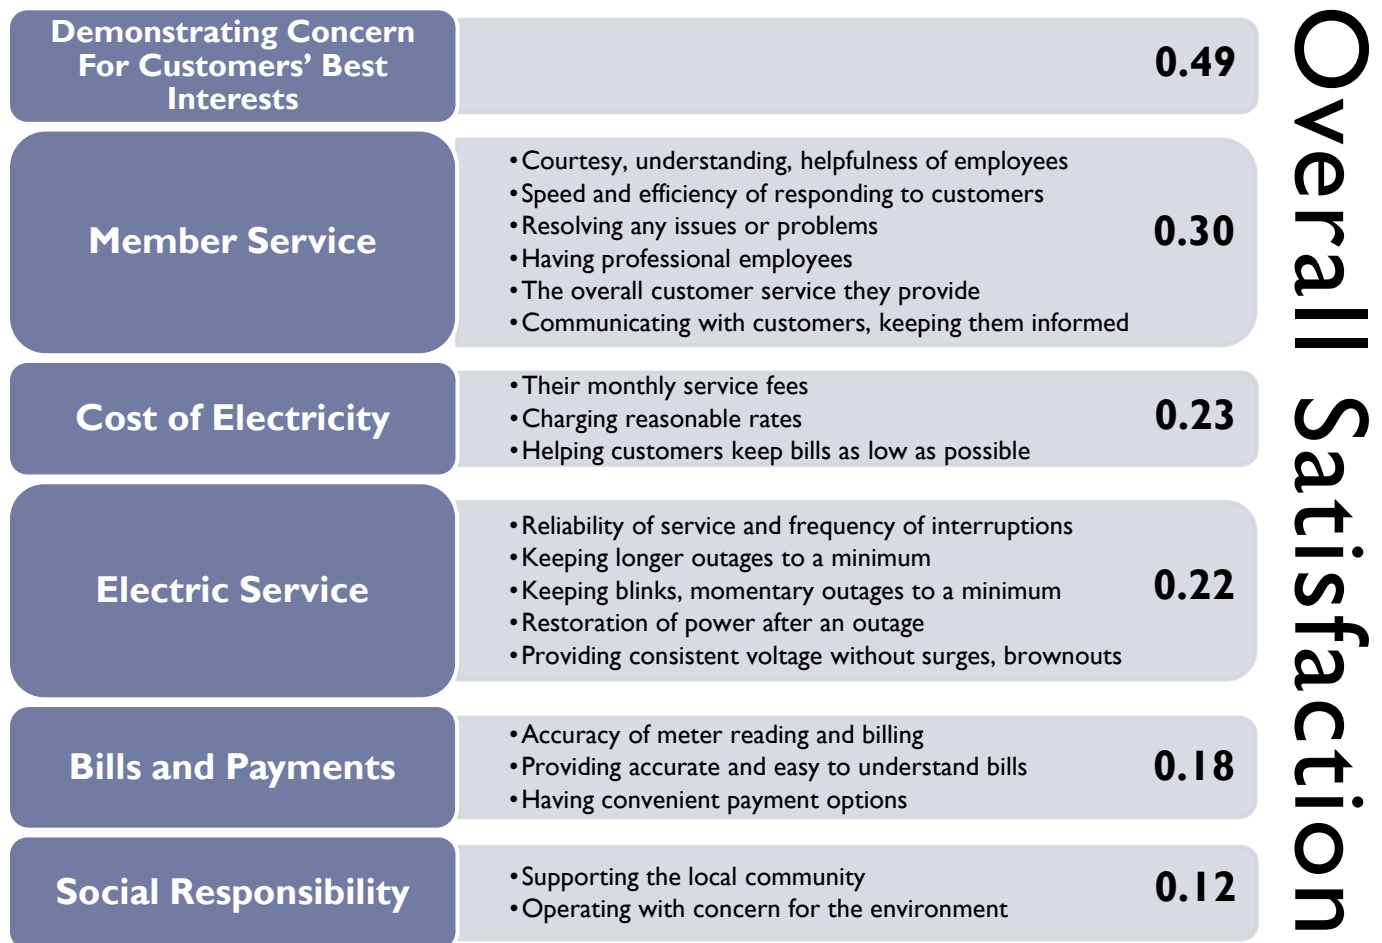 Demonstrating Concern
For Customers’ Best
Interests
0.49
Member Service
•Courtesy, understanding, helpfulness of employees
•Speed and efficiency of responding to customers
•Resolving any issues or problems
•Having professional employees
•The overall customer service they provide
•Communicating with customers, keeping them informed
0.30
Cost of Electricity
•Their monthly service fees
•Charging reasonable rates
•Helping customers keep bills as low as possible
0.23
Electric Service
•Reliability of service and frequency of interruptions
•Keeping longer outages to a minimum
•Keeping blinks, momentary outages to a minimum
•Restoration of power after an outage
•Providing consistent voltage without surges, brownouts
0.22
Bills and Payments
•Accuracy of meter reading and billing
•Providing accurate and easy to understand bills
•Having convenient payment options
0.18
Social Responsibility
•Supporting the local community
•Operating with concern for the environment
0.12
Overall Satisfaction